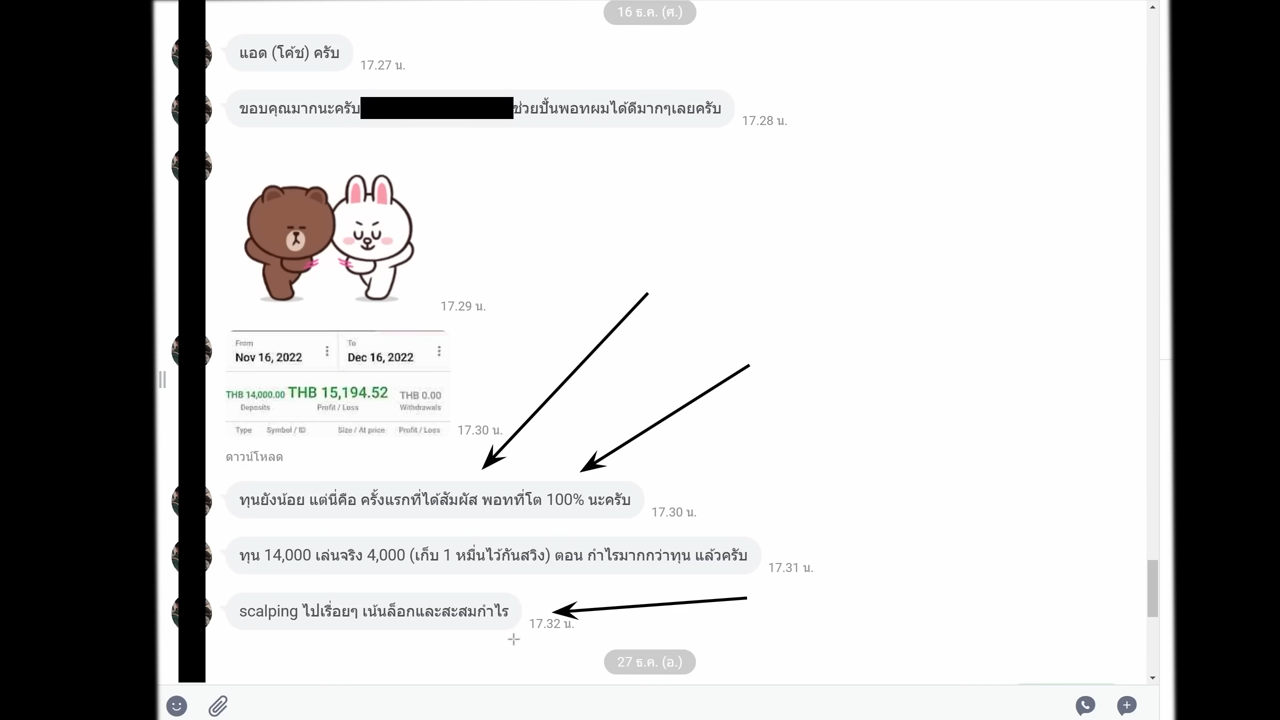 16 ธ.ค. (ศ.)
แอด (โค้ช) ครับ
17.27 น.
ขอบคุณมากนะครับ ช่วยปั้นพอทผมได้ดีมากๆเลยครับ
17.28 น.
17.29 น.
From To
Nov 16, 2022 Dec 16, 2022
THB 14,000.00 THB 15,194.52 THB 0.00
Deposits Profit / Loss Withdrawals
Type Symbol / ID Size / At price Profit / Loss
17.30 น.
ดาวน์โหลด
ทุนยังน้อย แต่นี่คือ ครั้งแรกที่ได้สัมผัส พอทที่โต 100% นะครับ
17.30 น.
ทุน 14,000 เล่นจริง 4,000 (เก็บ 1 หมื่นไว้กันสวิง) ตอน กำไรมากกว่าทุน แล้วครับ
17.31 น.
scalping ไปเรื่อยๆ เน้นล็อกและสะสมกำไร
17.32 น.
27 ธ.ค. (อ.)